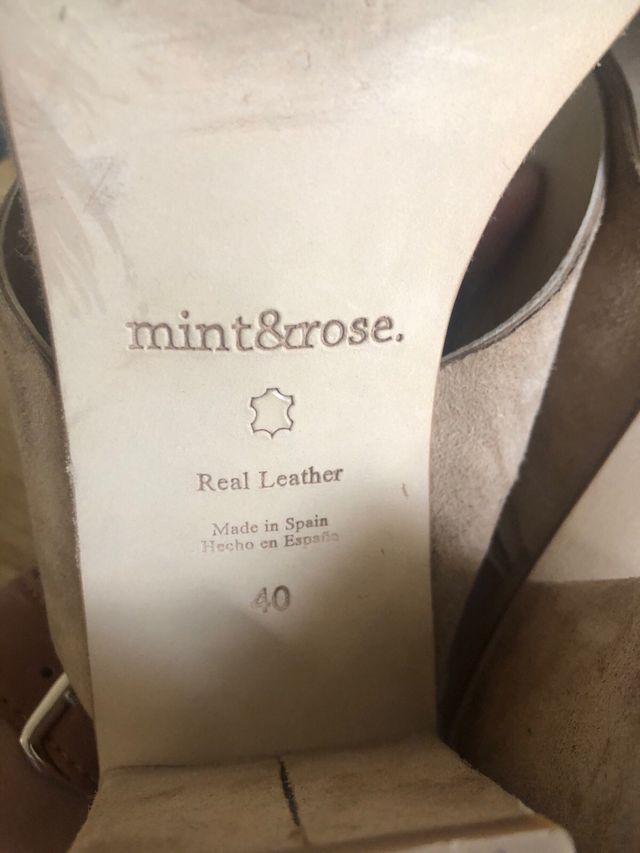 mint&rose.
Real Leather
Made in Spain
Hecho en España
40